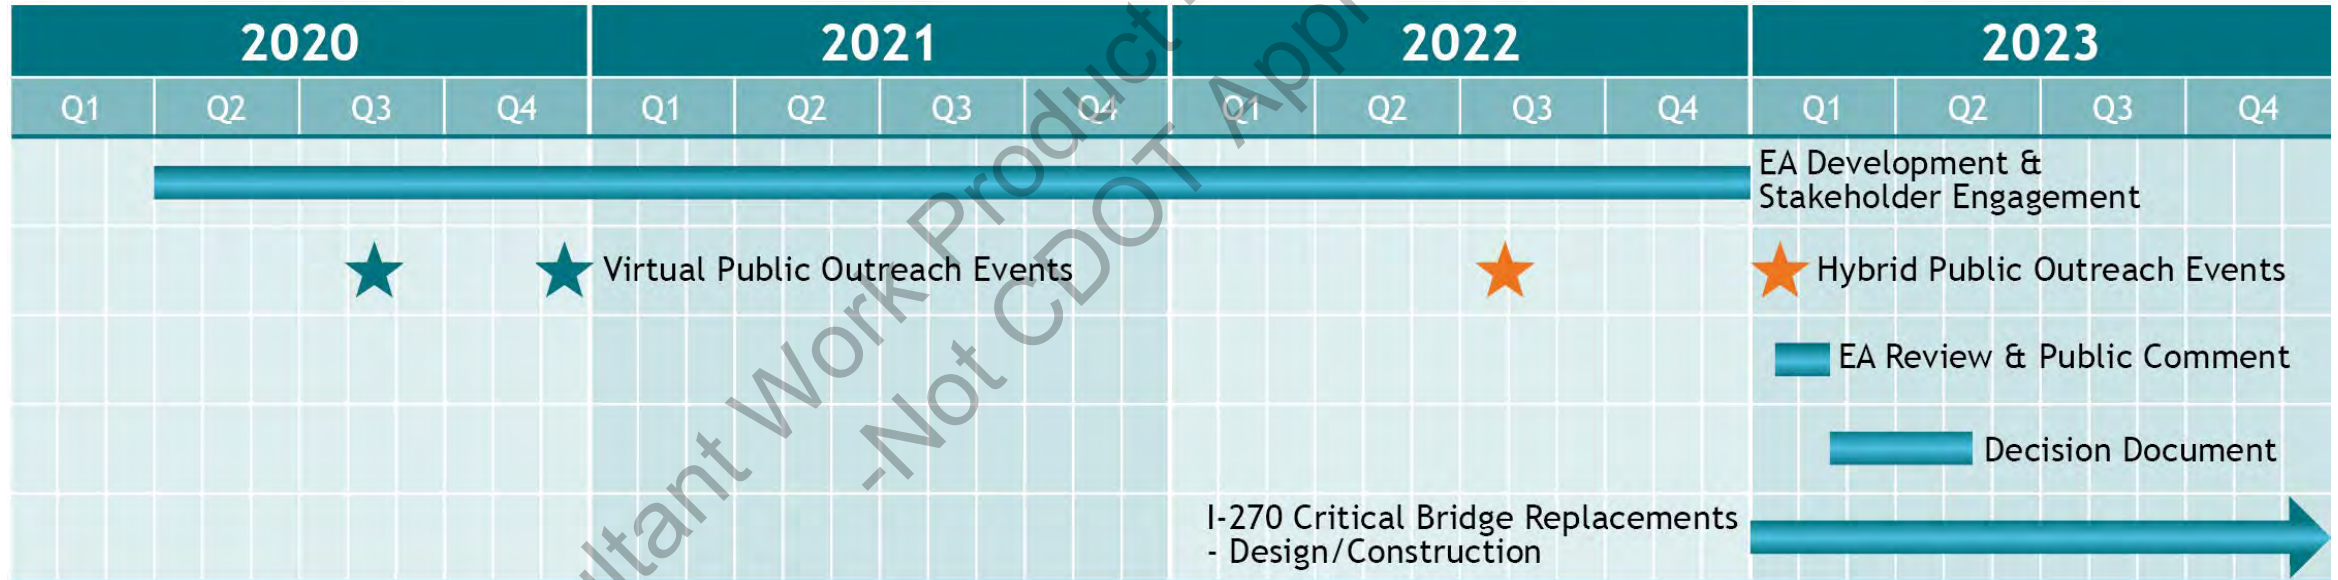 2020 2021 2022 2023
Q1 Q2 Q3 Q4 Q1 Q2 Q3 Q4 Q1 Q2 Q3 Q4 Q1 Q2 Q3 Q4
EA Development &
Stakeholder Engagement
Virtual Public Outreach Events
Hybrid Public Outreach Events
EA Review & Public Comment
Decision Document
I-270 Critical Bridge Replacements
- Design/Construction
Work Product
-Not CDOT